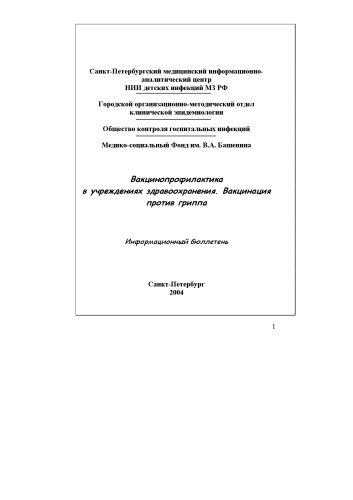 Санкт-Петербургский медицинский информационно-
аналитический центр
НИИ детских инфекций МЗ РФ
Городской организационно-методический отдел
клинической эпидемиологии
Общество контроля госпитальных инфекций
Медико-социальный Фонд им. В.А. Башенина
Вакцинопрофилактика
в учреждениях здравоохранения. Вакцинация
против гриппа
Информационный бюллетень
Санкт-Петербург
2004
1